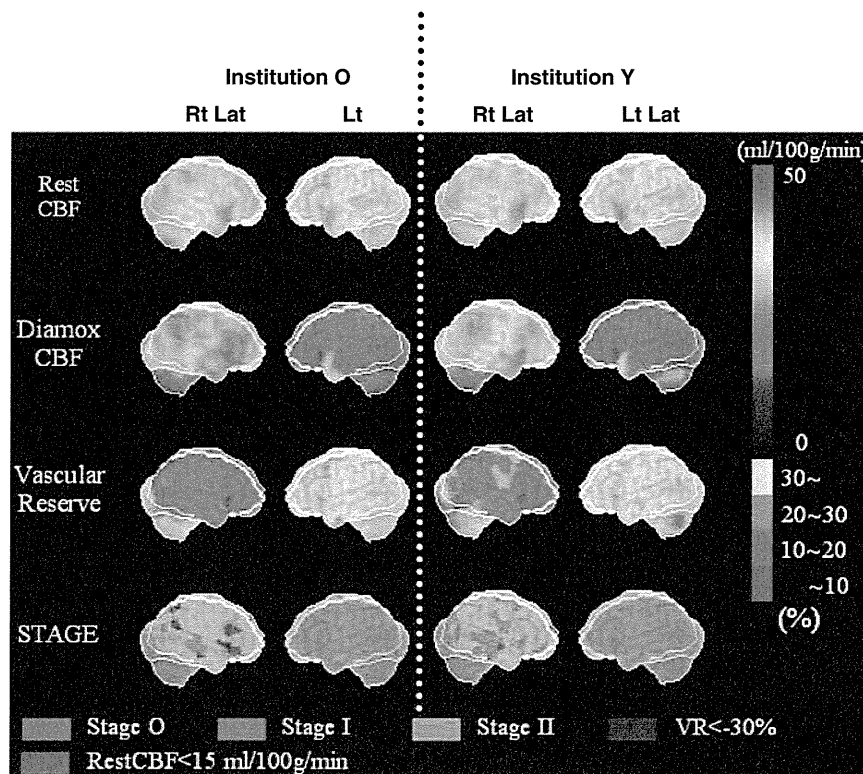 Institution O Institution Y
Rt Lat Lt Rt Lat Lt Lat
(ml/100g/min)
Rest
CBF
50
Diamox
CBF
0
Vascular
Reserve
30~
20~30
10~20
~10
(%)
STAGE
Stage O Stage I Stage II VR<-30%
RestCBF<15 ml/100g/min